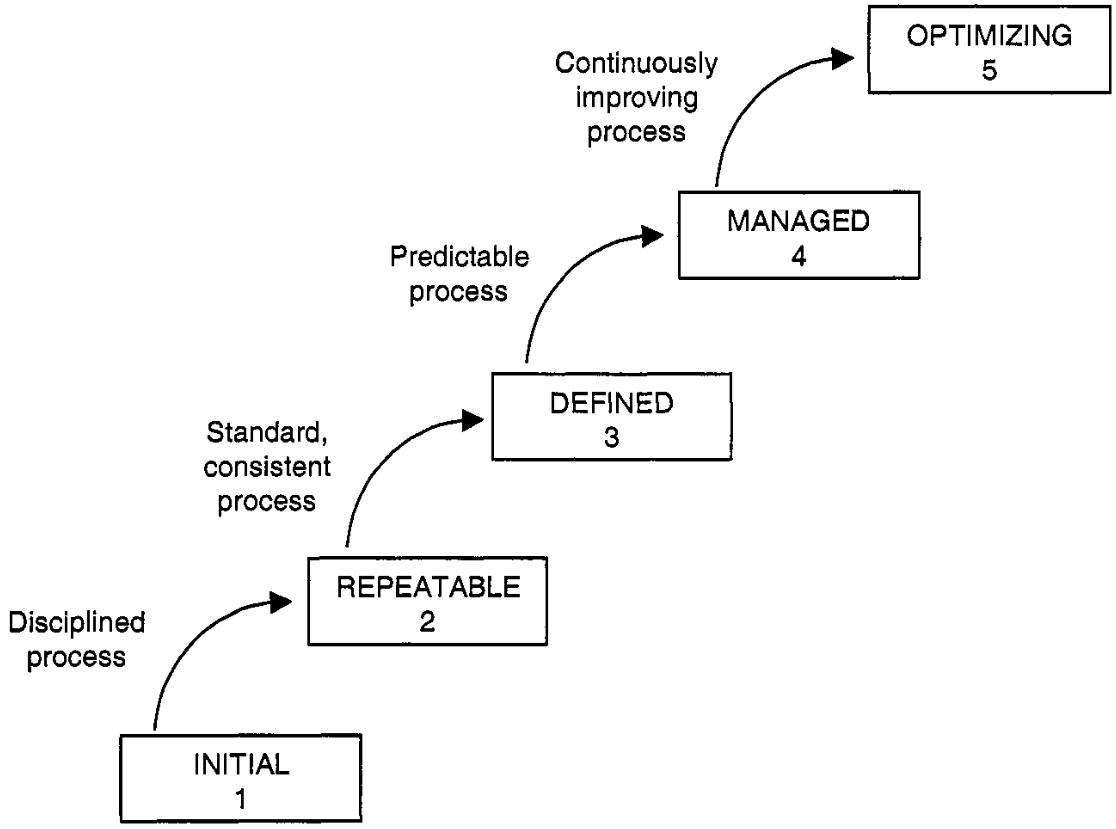 OPTIMIZING
5
Continuously
improving
process
MANAGED
4
Predictable
process
DEFINED
3
Standard,
consistent
process
REPEATABLE
2
Disciplined
process
INITIAL
1